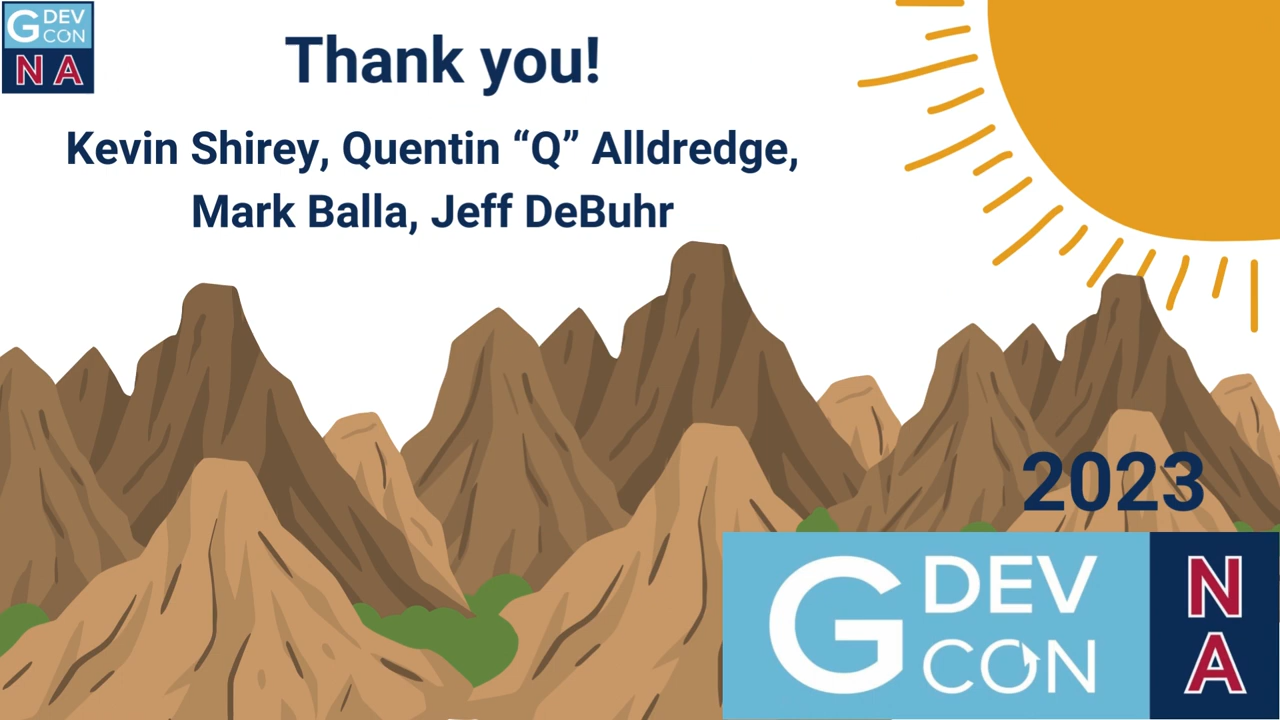 G DEV
CON
N A
Thank you!
Kevin Shirey, Quentin “Q” Alldredge,
Mark Balla, Jeff DeBuhr
2023
G DEV
CON
N
A